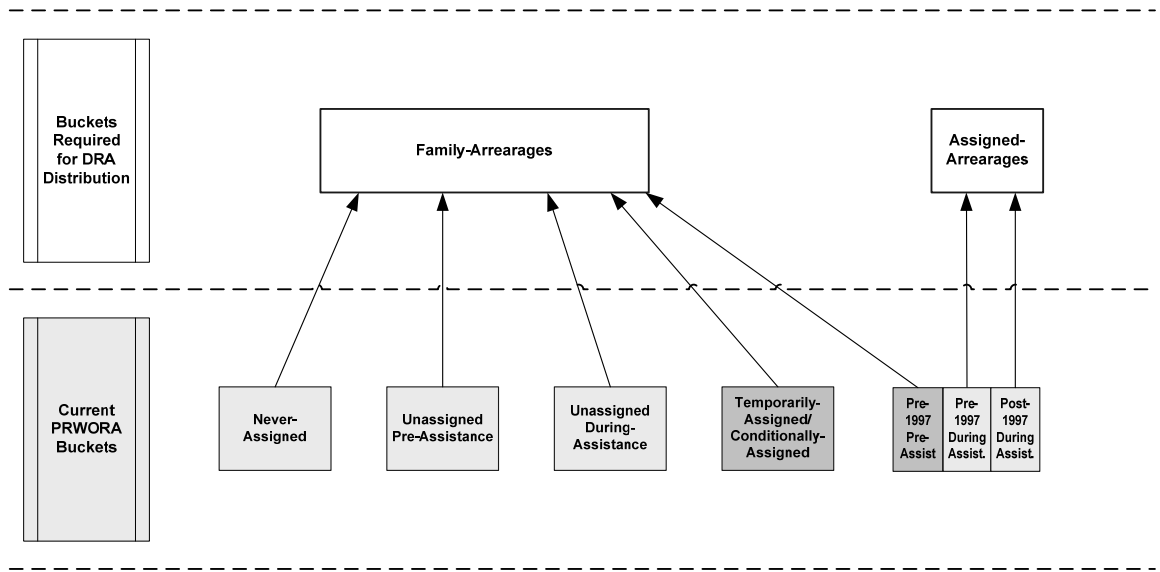 Buckets
Required
for DRA
Distribution
Family-Arrearages
Assigned-
Arrearages
Current
PRWORA
Buckets
Never-
Assigned
Unassigned
Pre-Assistance
Unassigned
During-
Assistance
Temporarily-
Assigned/
Conditionally-
Assigned
Pre-
1997
Pre-
Assist
Pre-
1997
During
Assist.
Post-
1997
During
Assist.